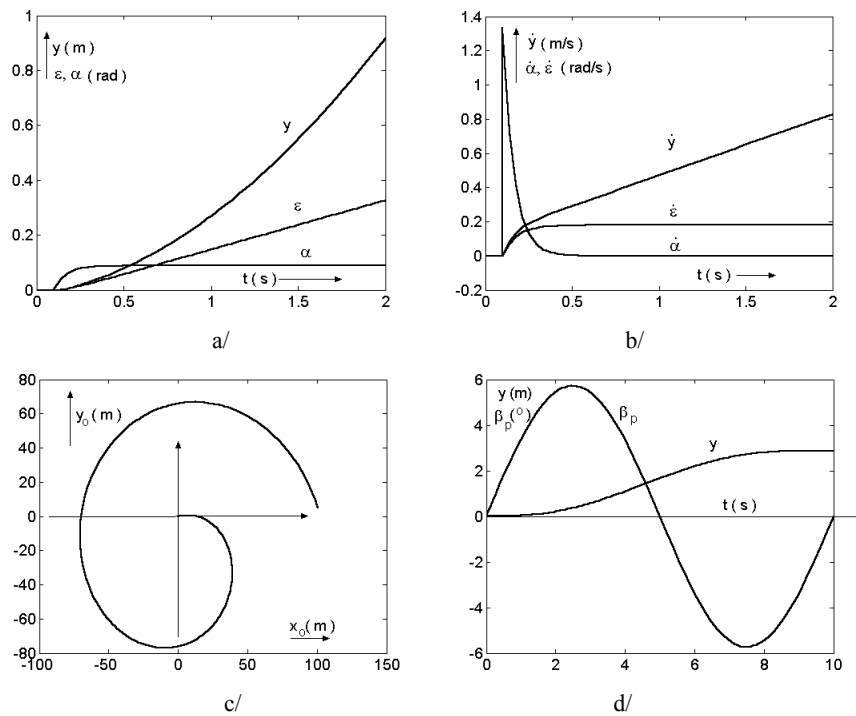 1
y ( m )
ε, α ( rad )
0.8
0.6
0.4
0.2
0
y
ε
α
t ( s )
0
0.5
1
1.5
2
a/
1.4
ẏ ( m/s )
α̇, ε̇ ( rad/s )
1.2
1
0.8
0.6
0.4
0.2
0
-0.2
ẏ
ε̇
α̇
t ( s )
0
0.5
1
1.5
2
b/
80
y₀ ( m )
60
40
20
0
-20
-40
-60
-80
x₀ ( m )
-100
-50
0
50
100
150
c/
6
y (m)
βₚ(⁰)
4
2
0
-2
-4
-6
βₚ
y
t ( s )
0
2
4
6
8
10
d/